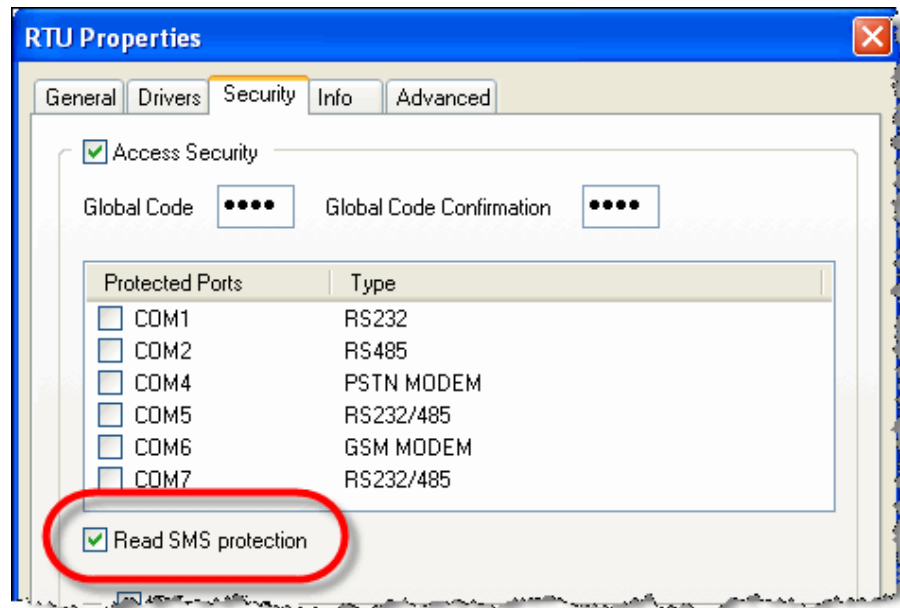 RTU Properties
General Drivers Security Info Advanced
Access Security
Global Code •••• Global Code Confirmation ••••
Protected Ports Type
COM1 RS232
COM2 RS485
COM4 PSTN MODEM
COM5 RS232/485
COM6 GSM MODEM
COM7 RS232/485
Read SMS protection